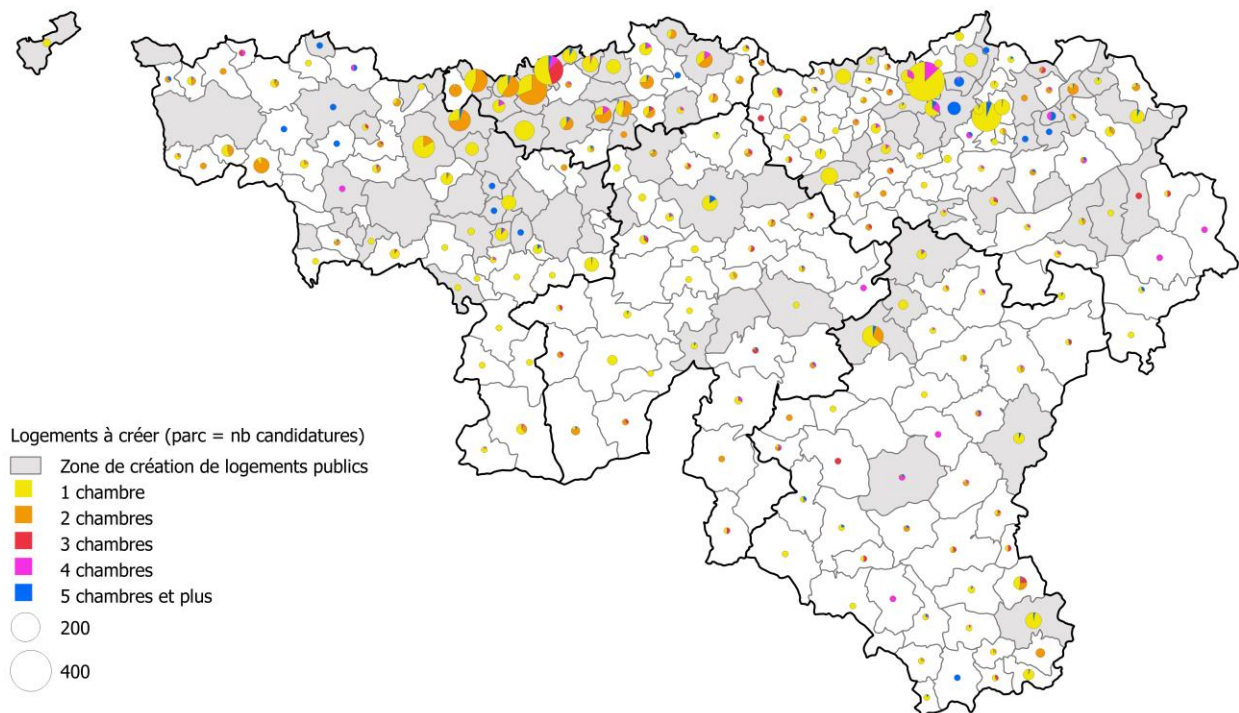 Logements à créer (parc = nb candidatures)
Zone de création de logements publics
1 chambre
2 chambres
3 chambres
4 chambres
5 chambres et plus
200
400